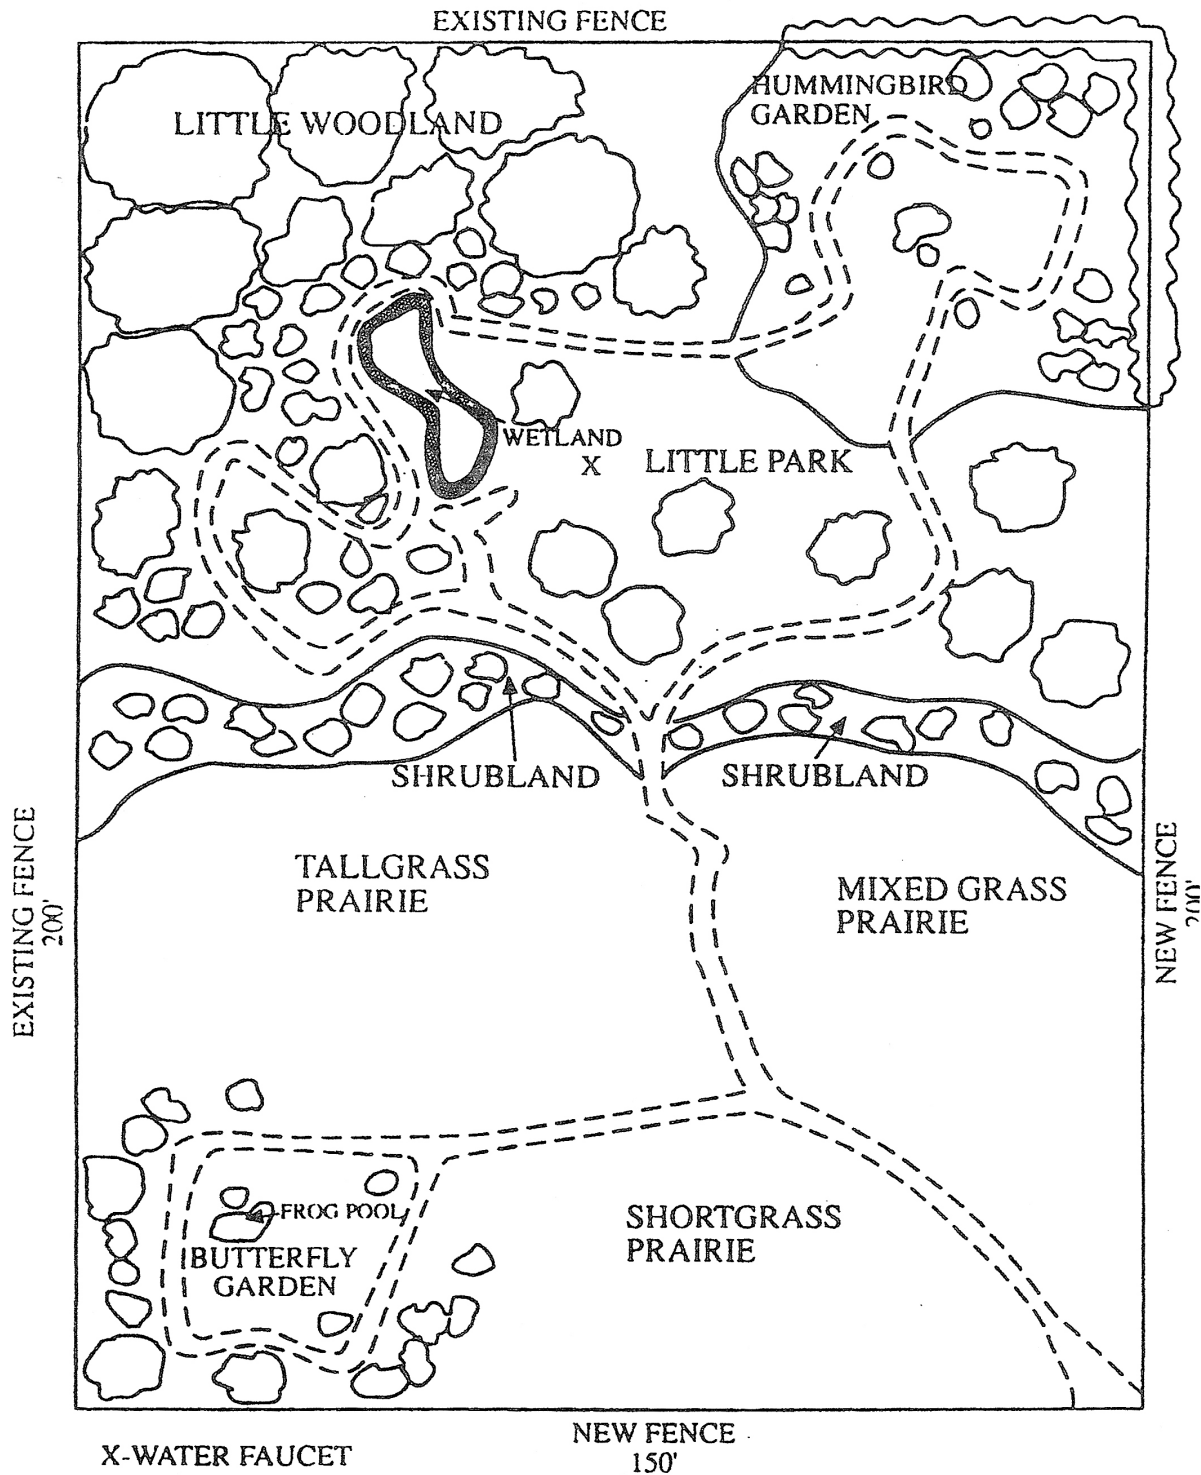 EXISTING FENCE
HUMMINGBIRD
GARDEN
LITTLE WOODLAND
WETLAND
X
LITTLE PARK
SHRUBLAND
SHRUBLAND
TALLGRASS
PRAIRIE
MIXED GRASS
PRAIRIE
EXISTING FENCE
200'
NEW FENCE
200'
FROG POOL
BUTTERFLY
GARDEN
SHORTGRASS
PRAIRIE
X-WATER FAUCET
NEW FENCE
150'